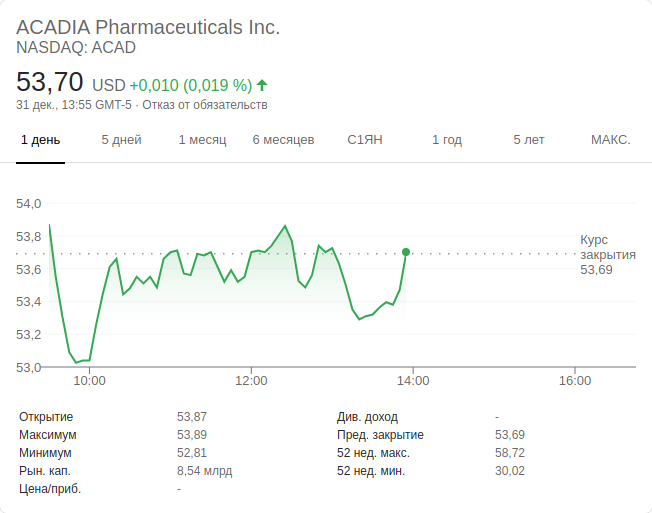 ACADIA Pharmaceuticals Inc.
NASDAQ: ACAD
53,70 USD +0,010 (0,019 %)
31 дек., 13:55 GMT-5 · Отказ от обязательств
1 день 5 дней 1 месяц 6 месяцев С1ЯН 1 год 5 лет МАКС.
54,0
53,8
53,6
53,4
53,2
53,0
Курс
закрытия
53,69
10:00 12:00 14:00 16:00
Открытие 53,87
Максимум 53,89
Минимум 52,81
Рын. кап. 8,54 млрд
Цена/приб. -
Див. доход -
Пред. закрытие 53,69
52 нед. макс. 58,72
52 нед. мин. 30,02